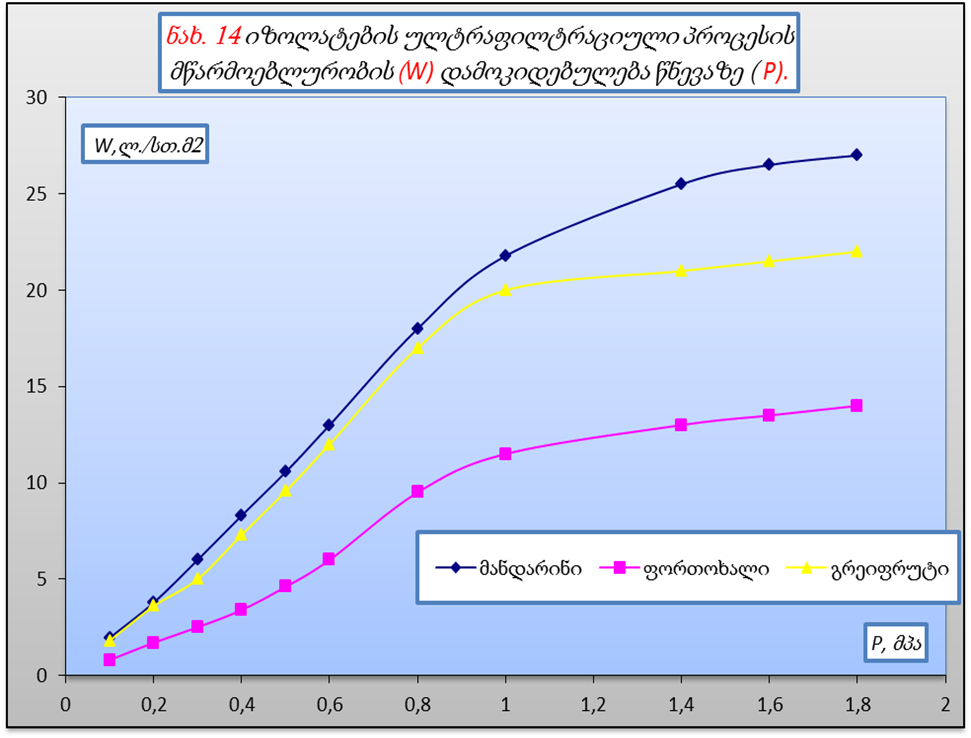 ნახ. 14 იზოლატების ულტრაფილტრაციული პროცესის
მწარმოებლურობის (W) დამოკიდებულება წნევაზე ( P).
30
W,ლ./სთ.მ2
25
20
15
10
5
0
მანდარინი ფორთოხალი გრეიფრუტი
P, მპა
0 0,2 0,4 0,6 0,8 1 1,2 1,4 1,6 1,8 2